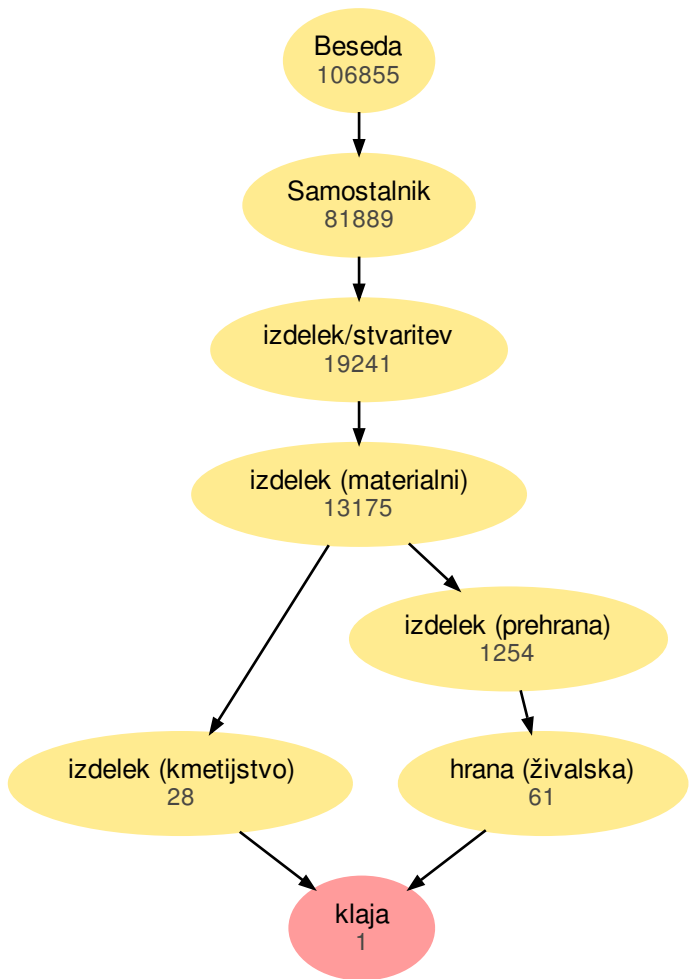 Beseda
106855
Samostalnik
81889
izdelek/stvaritev
19241
izdelek (materialni)
13175
izdelek (prehrana)
1254
izdelek (kmetijstvo)
28
hrana (živalska)
61
klaja
1